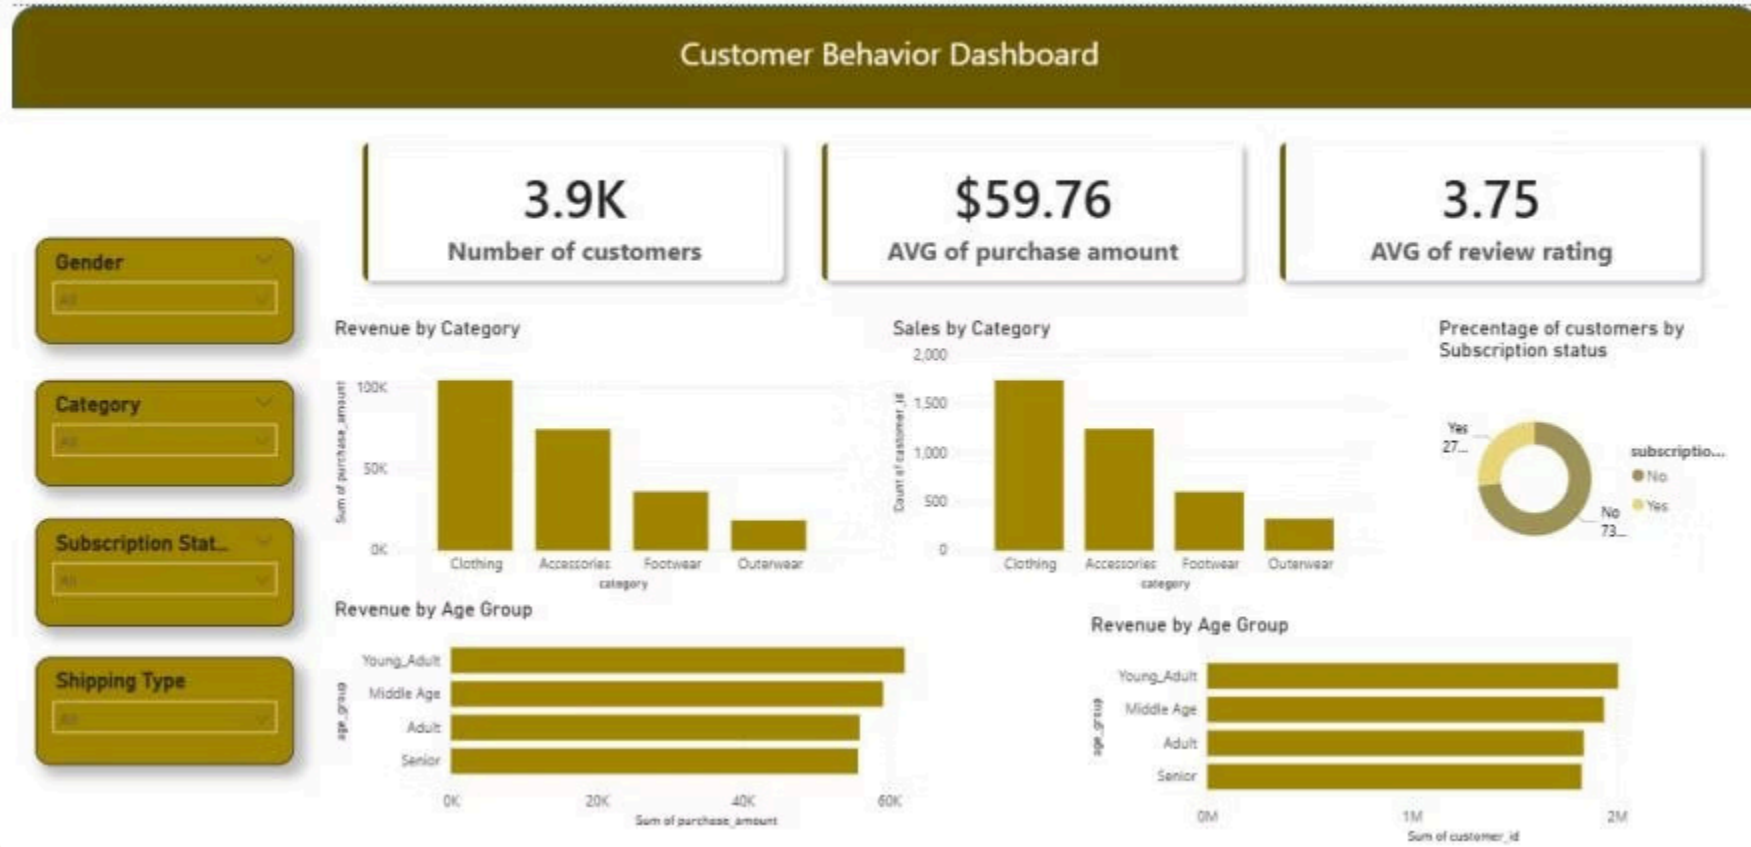 Customer Behavior Dashboard
3.9K
Number of customers
$59.76
AVG of purchase amount
3.75
AVG of review rating
Gender
All
Category
All
Subscription Stat...
All
Shipping Type
All
Revenue by Category
Sum of purchase_amount
100K
50K
0K
Clothing Accessories Footwear Outerwear
category
Sales by Category
Count of customer_id
2,000
1,500
1,000
500
0
Clothing Accessories Footwear Outerwear
category
Precentage of customers by
Subscription status
Yes
27...
No
73...
subscriptio...
No
Yes
Revenue by Age Group
age_group
Young_Adult
Middle Age
Adult
Senior
0K 20K 40K 60K
Sum of purchase_amount
Revenue by Age Group
age_group
Young_Adult
Middle Age
Adult
Senior
0M 1M 2M
Sum of customer_id